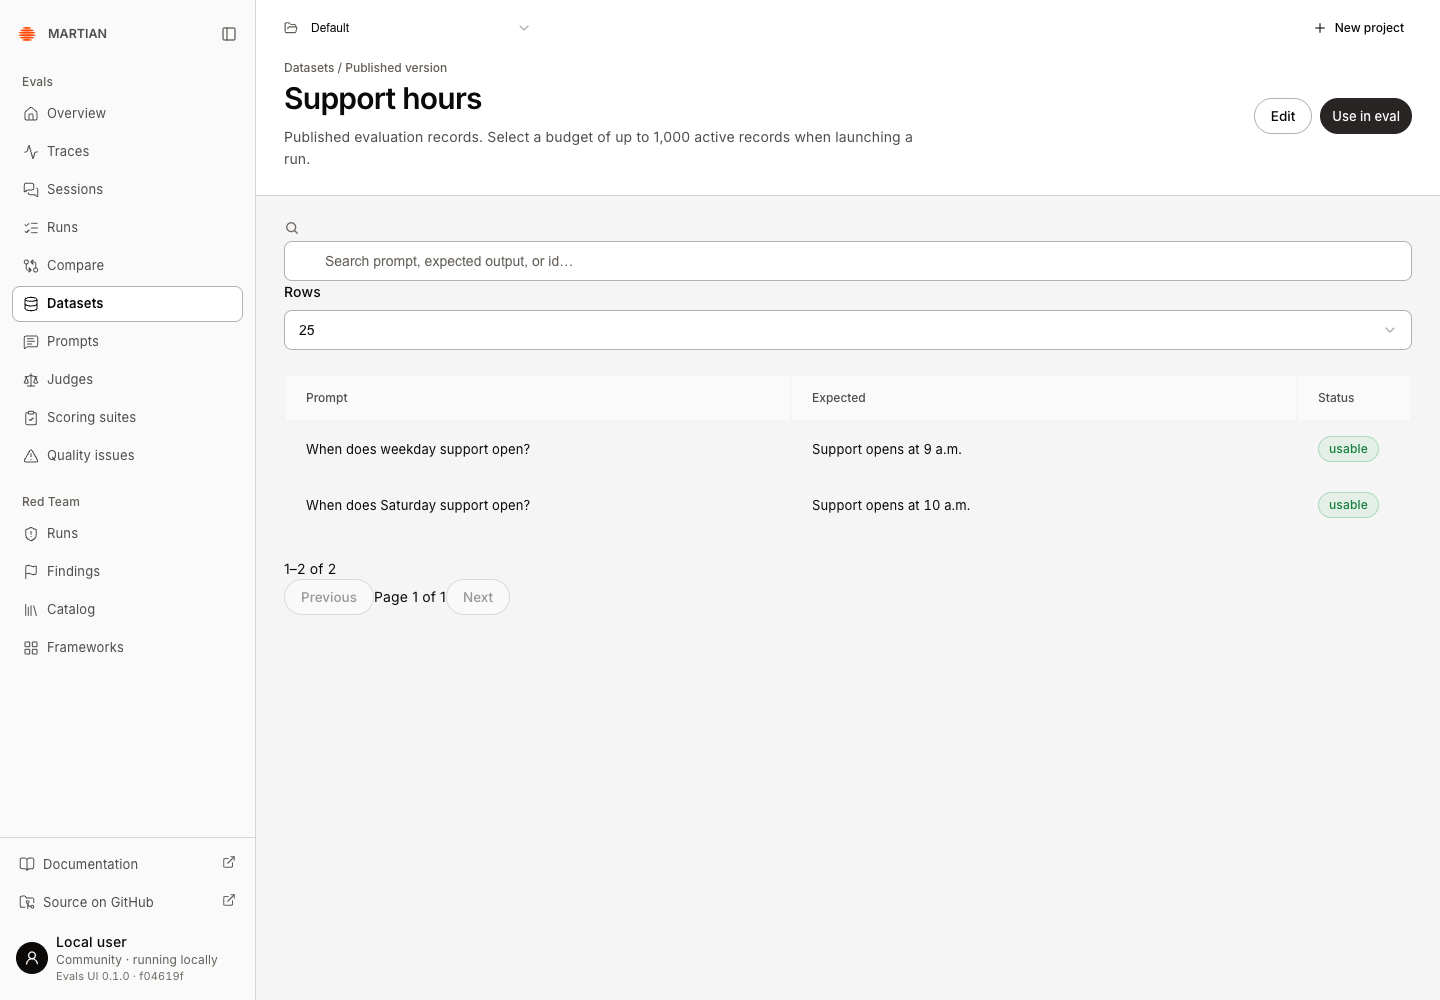 MARTIAN
Evals
Overview
Traces
Sessions
Runs
Compare
Datasets
Prompts
Judges
Scoring suites
Quality issues
Red Team
Runs
Findings
Catalog
Frameworks
Documentation
Source on GitHub
Local user
Community · running locally
Evals UI 0.1.0 · f04619f
Default
New project
Datasets / Published version
Support hours
Published evaluation records. Select a budget of up to 1,000 active records when launching a
run.
Edit
Use in eval
Search prompt, expected output, or id...
Rows
25
Prompt Expected Status
When does weekday support open? Support opens at 9 a.m. usable
When does Saturday support open? Support opens at 10 a.m. usable
1–2 of 2
Previous Page 1 of 1 Next